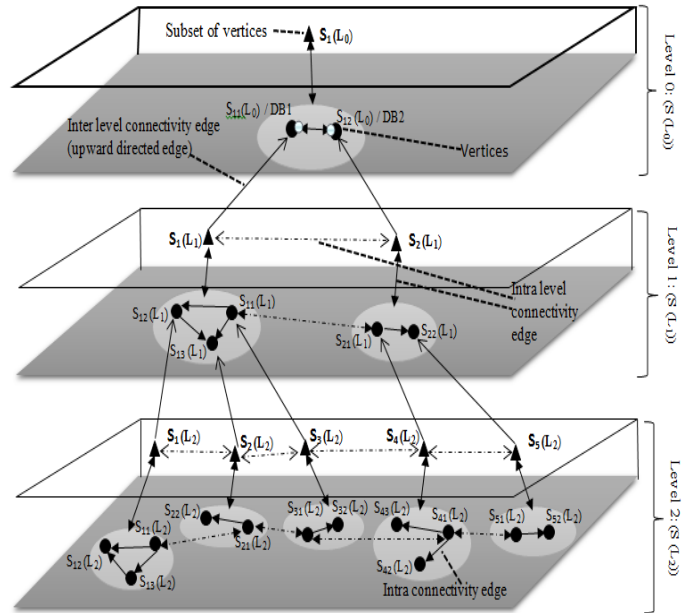 Subset of vertices
S1(L0)
Level 0: (S (L0))
S11(L0) / DB1
S12(L0) / DB2
Inter level connectivity edge
(upward directed edge)
Vertices
S1(L1)
S2(L1)
Level 1: (S (L1))
Intra level
connectivity
edge
S11(L1)
S12(L1)
S13(L1)
S21(L1)
S22(L1)
S1(L2)
S2(L2)
S3(L2)
S4(L2)
S5(L2)
Level 2: (S (L2))
S22(L2)
S31(L2)
S32(L2)
S43(L2)
S41(L2)
S51(L2)
S52(L2)
S11(L2)
S21(L2)
S12(L2)
S13(L2)
S42(L2)
Intra connectivity
edge